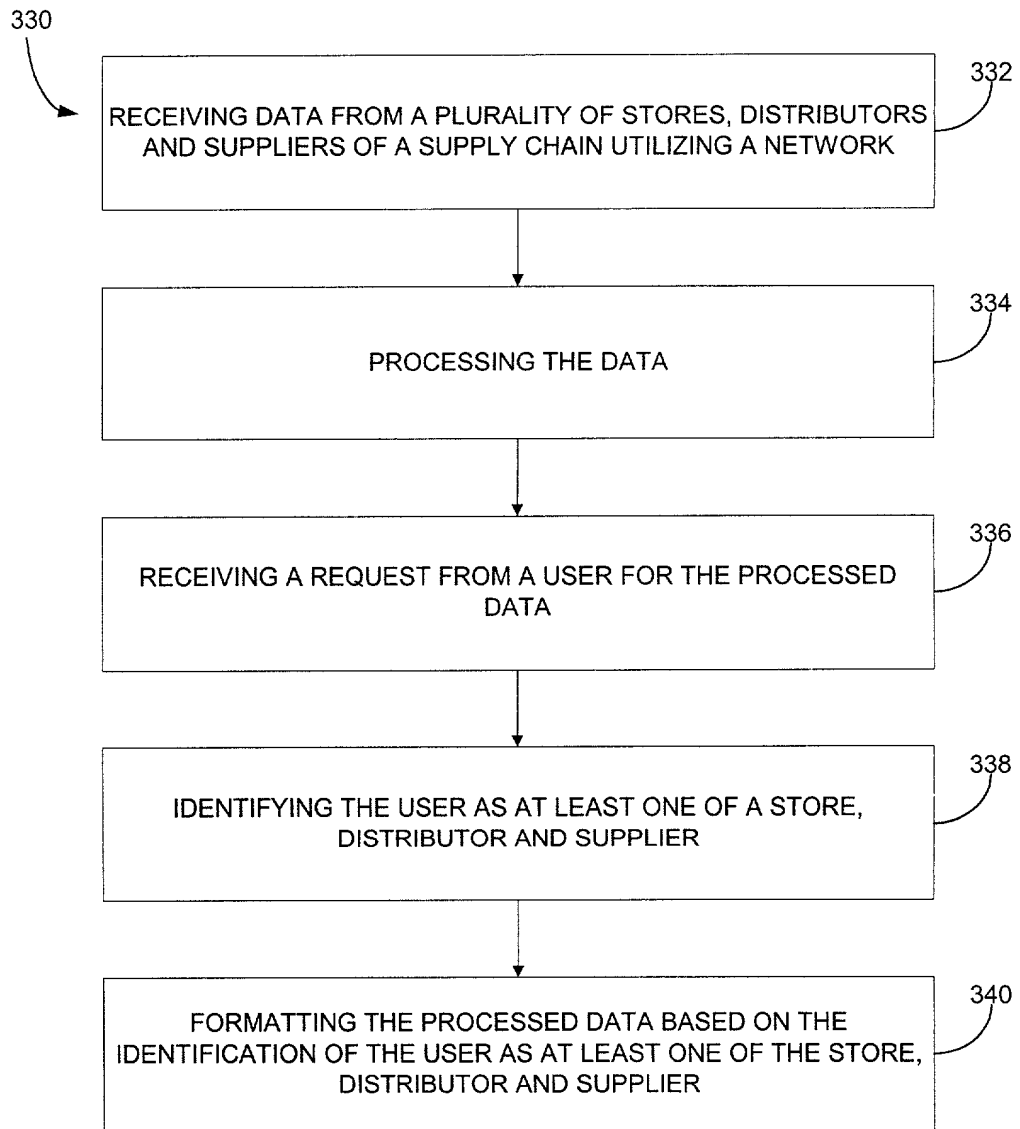 330
332
RECEIVING DATA FROM A PLURALITY OF STORES, DISTRIBUTORS
AND SUPPLIERS OF A SUPPLY CHAIN UTILIZING A NETWORK
334
PROCESSING THE DATA
336
RECEIVING A REQUEST FROM A USER FOR THE PROCESSED
DATA
338
IDENTIFYING THE USER AS AT LEAST ONE OF A STORE,
DISTRIBUTOR AND SUPPLIER
340
FORMATTING THE PROCESSED DATA BASED ON THE
IDENTIFICATION OF THE USER AS AT LEAST ONE OF THE STORE,
DISTRIBUTOR AND SUPPLIER